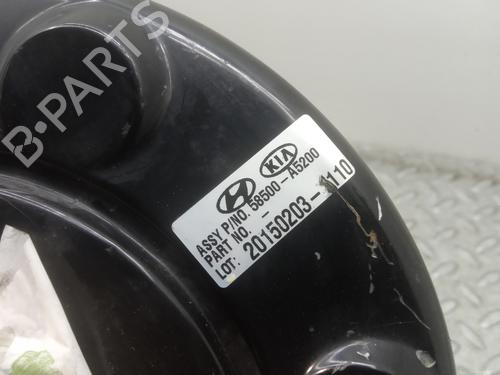 B-PARTS
KIA
ASSY P/NO. 58500-A5200
PART NO. -
LOT: 20150203-1110